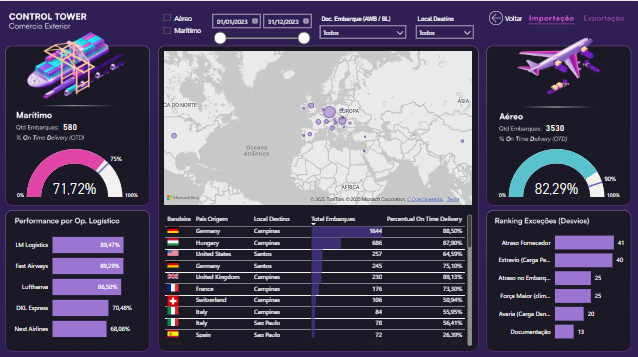 CONTROL TOWER
Comércio Exterior
Aéreo
Marítimo
01/01/2023
31/12/2023
Doc. Embarque (AWB / BL)
Todos
Local Destino
Todos
Voltar
Importação
Exportação
Marítimo
Qtd Embarques: 580
% On Time Delivery (OTD)
75%
71,72%
0%
100%
CA DO NORTE
EUROPA
ÁSIA
Oceano
Atlântico
ÁFRICA
Microsoft Bing
© 2025 TomTom, © 2025 Microsoft Corporation, © OpenStreetMap Terms
Aéreo
Qtd Embarques: 3530
% On Time Delivery (OTD)
90%
82,29%
0%
100%
Performance por Op. Logístico
LM Logistics 89,47%
Fast Airways 89,29%
Lufthansa 86,50%
DKL Express 70,48%
Next Airlines 68,08%
Bandeira País Origem Local Destino Total Embarques Percentual On Time Delivery
Germany Campinas 1644 88,50%
Hungary Campinas 686 87,90%
United States Santos 257 64,59%
Germany Santos 245 75,10%
United Kingdom Campinas 230 89,13%
France Campinas 176 73,30%
Switzerland Campinas 106 50,94%
Italy Campinas 84 55,95%
Italy Sao Paulo 78 56,41%
Spain Sao Paulo 72 26,39%
Ranking Exceções (Desvios)
Atraso Fornecedor 41
Extravio (Carga Pe... 40
Atraso no Embarq... 25
Força Maior (clim... 25
Avaria (Carga Dan... 20
Documentação 13